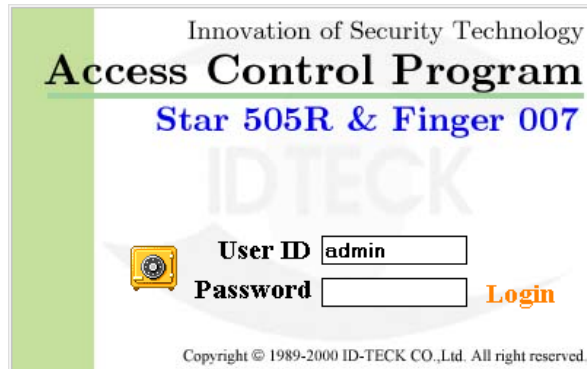 Innovation of Security Technology
Access Control Program
Star 505R & Finger 007
IDTECK
User ID admin
Password
Login
Copyright © 1989-2000 ID-TECK CO.,Ltd. All right reserved.